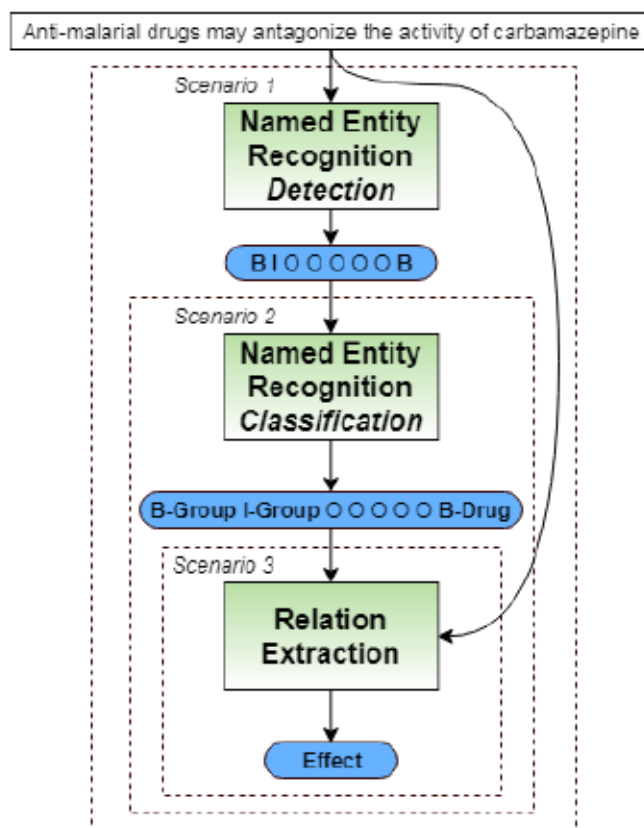 Anti-malarial drugs may antagonize the activity of carbamazepine
Scenario 1
Named Entity
Recognition
Detection
B I O O O O O B
Scenario 2
Named Entity
Recognition
Classification
B-Group I-Group O O O O O B-Drug
Scenario 3
Relation
Extraction
Effect